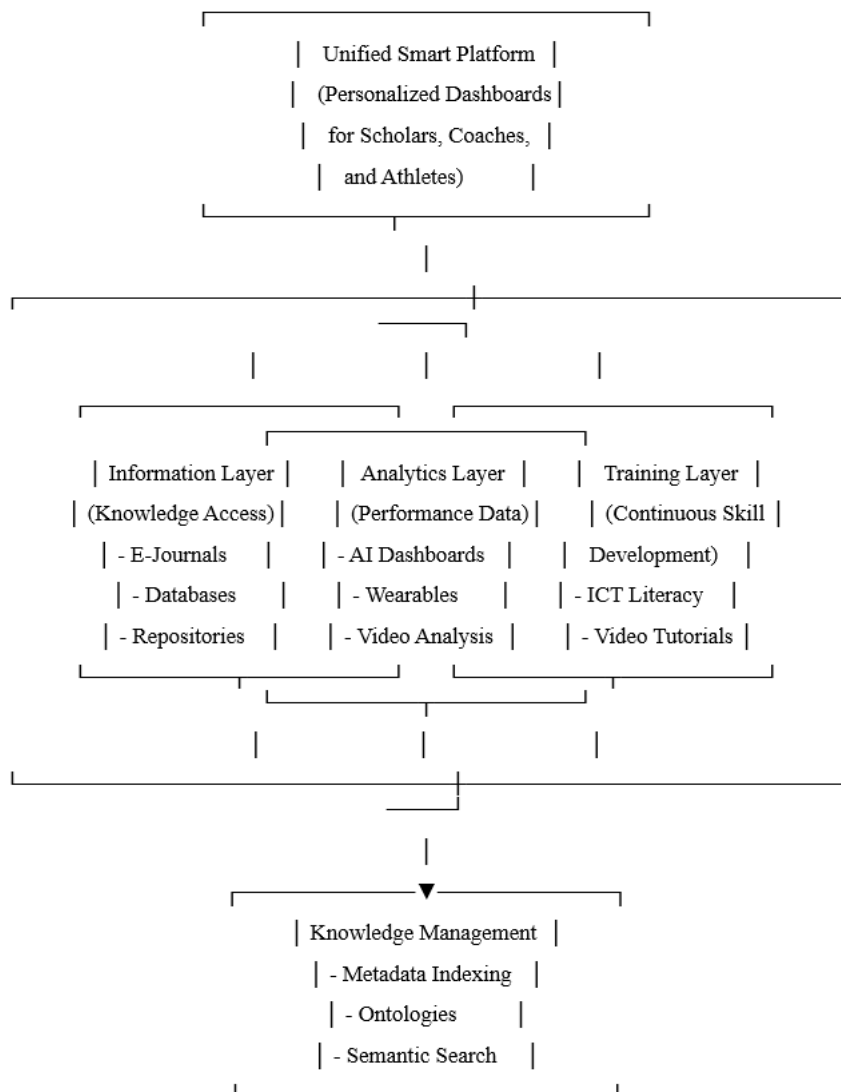 Unified Smart Platform
(Personalized Dashboards
for Scholars, Coaches,
and Athletes)
Information Layer
(Knowledge Access)
- E-Journals
- Databases
- Repositories
Analytics Layer
(Performance Data)
- AI Dashboards
- Wearables
- Video Analysis
Training Layer
(Continuous Skill
Development)
- ICT Literacy
- Video Tutorials
Knowledge Management
- Metadata Indexing
- Ontologies
- Semantic Search